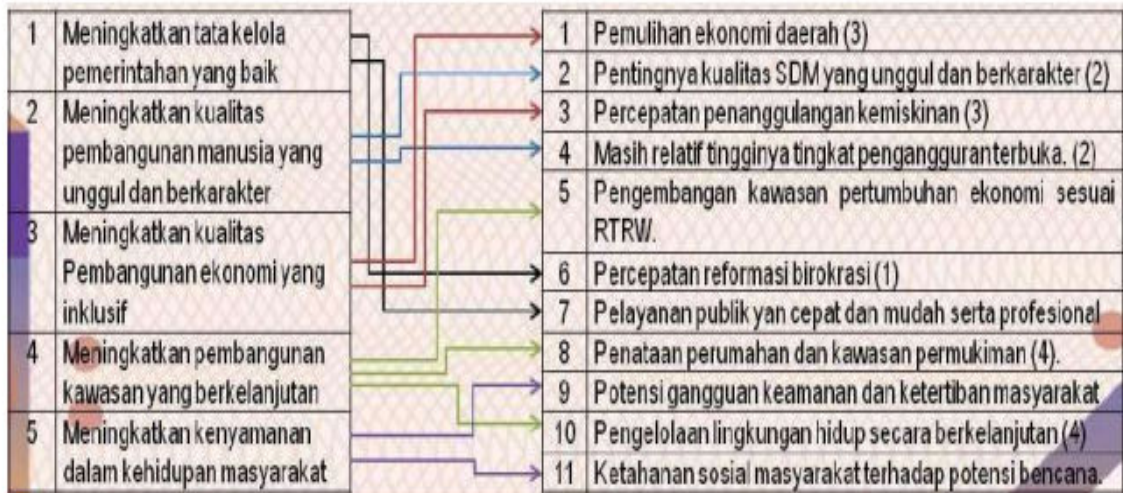 1 Meningkatkan tata kelola
pemerintahan yang baik
2 Meningkatkan kualitas
pembangunan manusia yang
unggul dan berkarakter
3 Meningkatkan kualitas
Pembangunan ekonomi yang
inklusif
4 Meningkatkan pembangunan
kawasan yang berkelanjutan
5 Meningkatkan kenyamanan
dalam kehidupan masyarakat
1 Pemulihan ekonomi daerah (3)
2 Pentingnya kualitas SDM yang unggul dan berkarakter (2)
3 Percepatan penanggulangan kemiskinan (3)
4 Masih relatif tingginya tingkat pengangguranterbuka. (2)
5 Pengembangan kawasan pertumbuhan ekonomi sesuai
RTRW.
6 Percepatan reformasi birokrasi (1)
7 Pelayanan publik yan cepat dan mudah serta profesional
8 Penataan perumahan dan kawasan permukiman (4).
9 Potensi gangguan keamanan dan ketertiban masyarakat
10 Pengelolaan lingkungan hidup secara berkelanjutan (4)
11 Ketahanan sosial masyarakat terhadap potensi bencana.